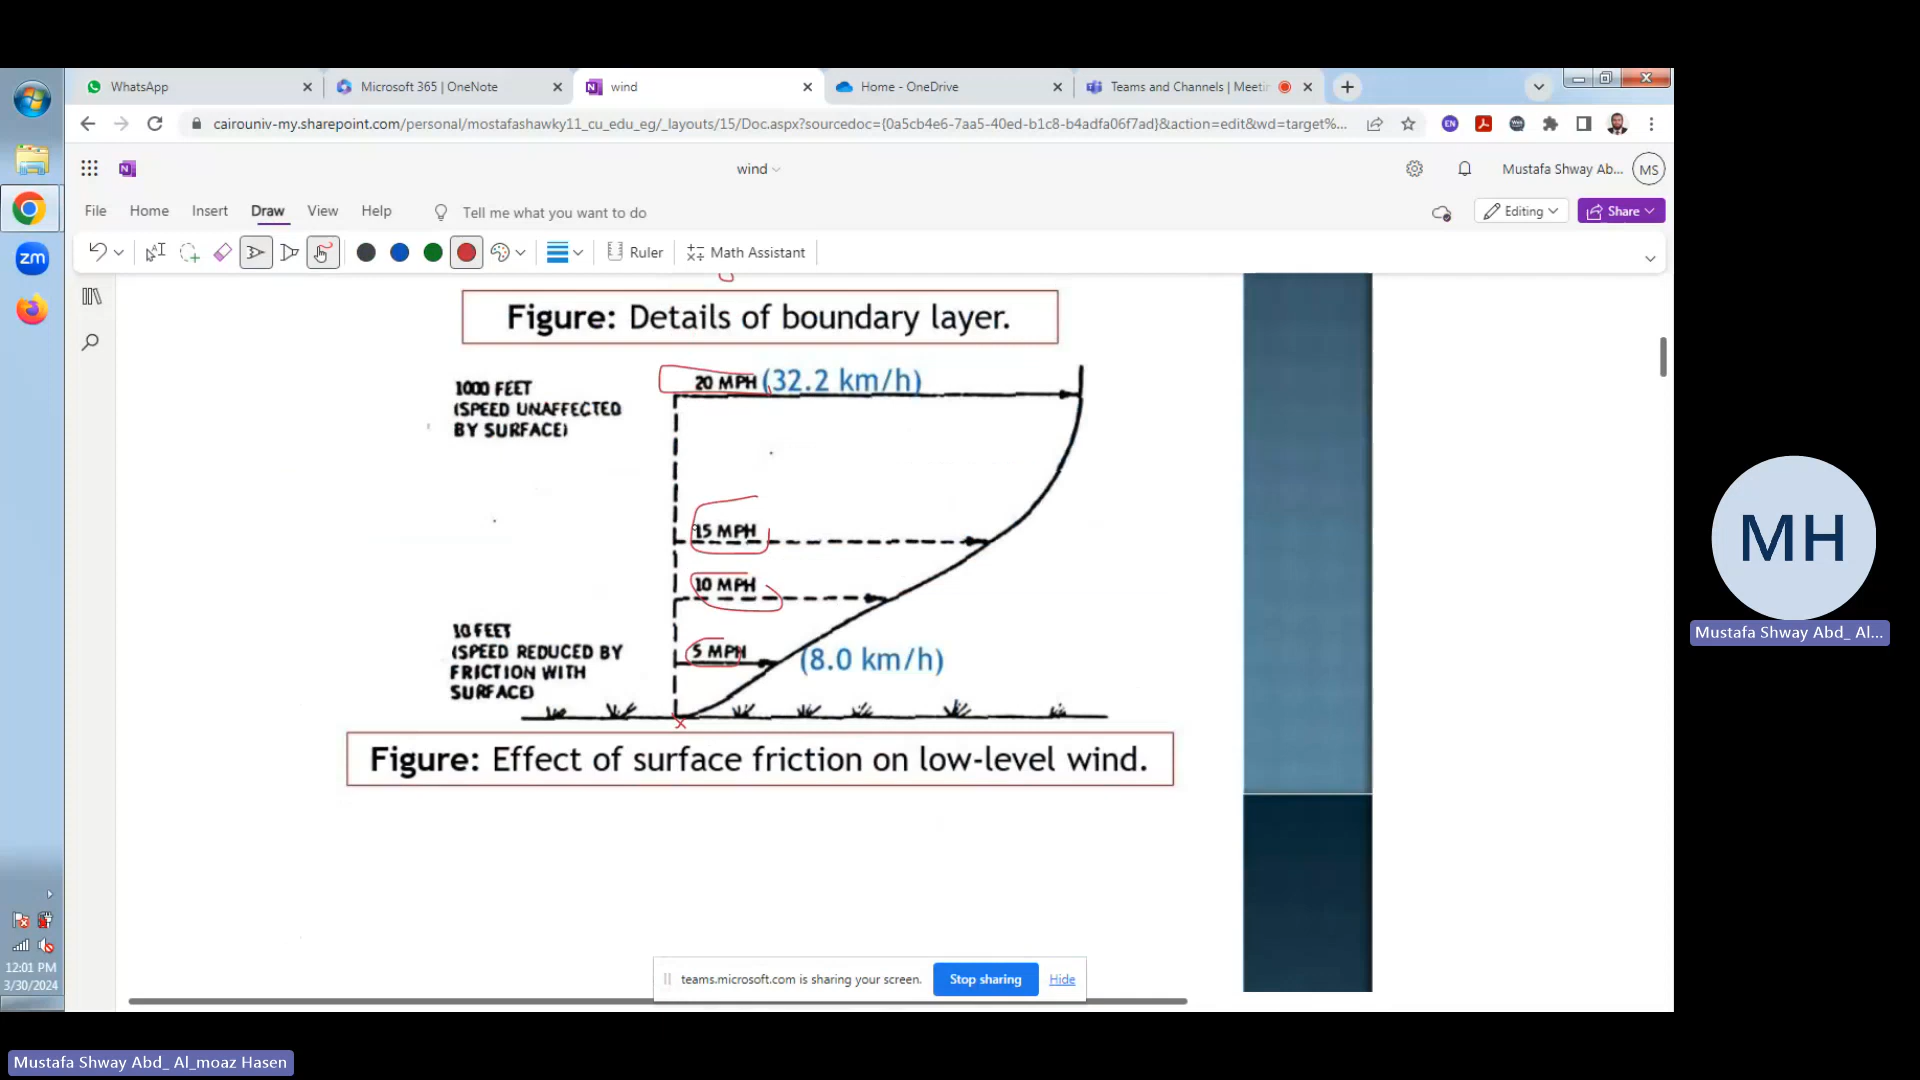 WhatsApp
Microsoft 365 | OneNote
wind
Home - OneDrive
Teams and Channels | Meetin
cairouniv-my.sharepoint.com/personal/mostafashawky11_cu_edu_eg/_layouts/15/Doc.aspx?sourcedoc={0a5cb4e6-7aa5-40ed-b1c8-b4adfa06f7ad}&action=edit&wd=target%...
EN
wind
Mustafa Shway Abd...
MS
File Home Insert Draw View Help
Tell me what you want to do
Editing
Share
Ruler
Math Assistant
zm
Figure: Details of boundary layer.
20 MPH (32.2 km/h)
1000 FEET
(SPEED UNAFFECTED
BY SURFACE)
15 MPH
10 MPH
10 FEET
(SPEED REDUCED BY
FRICTION WITH
SURFACE)
5 MPH
(8.0 km/h)
x
Figure: Effect of surface friction on low-level wind.
MH
Mustafa Shway Abd_ Al...
12:01 PM
3/30/2024
teams.microsoft.com is sharing your screen.
Stop sharing
Hide
Mustafa Shway Abd_ Al_moaz Hasen